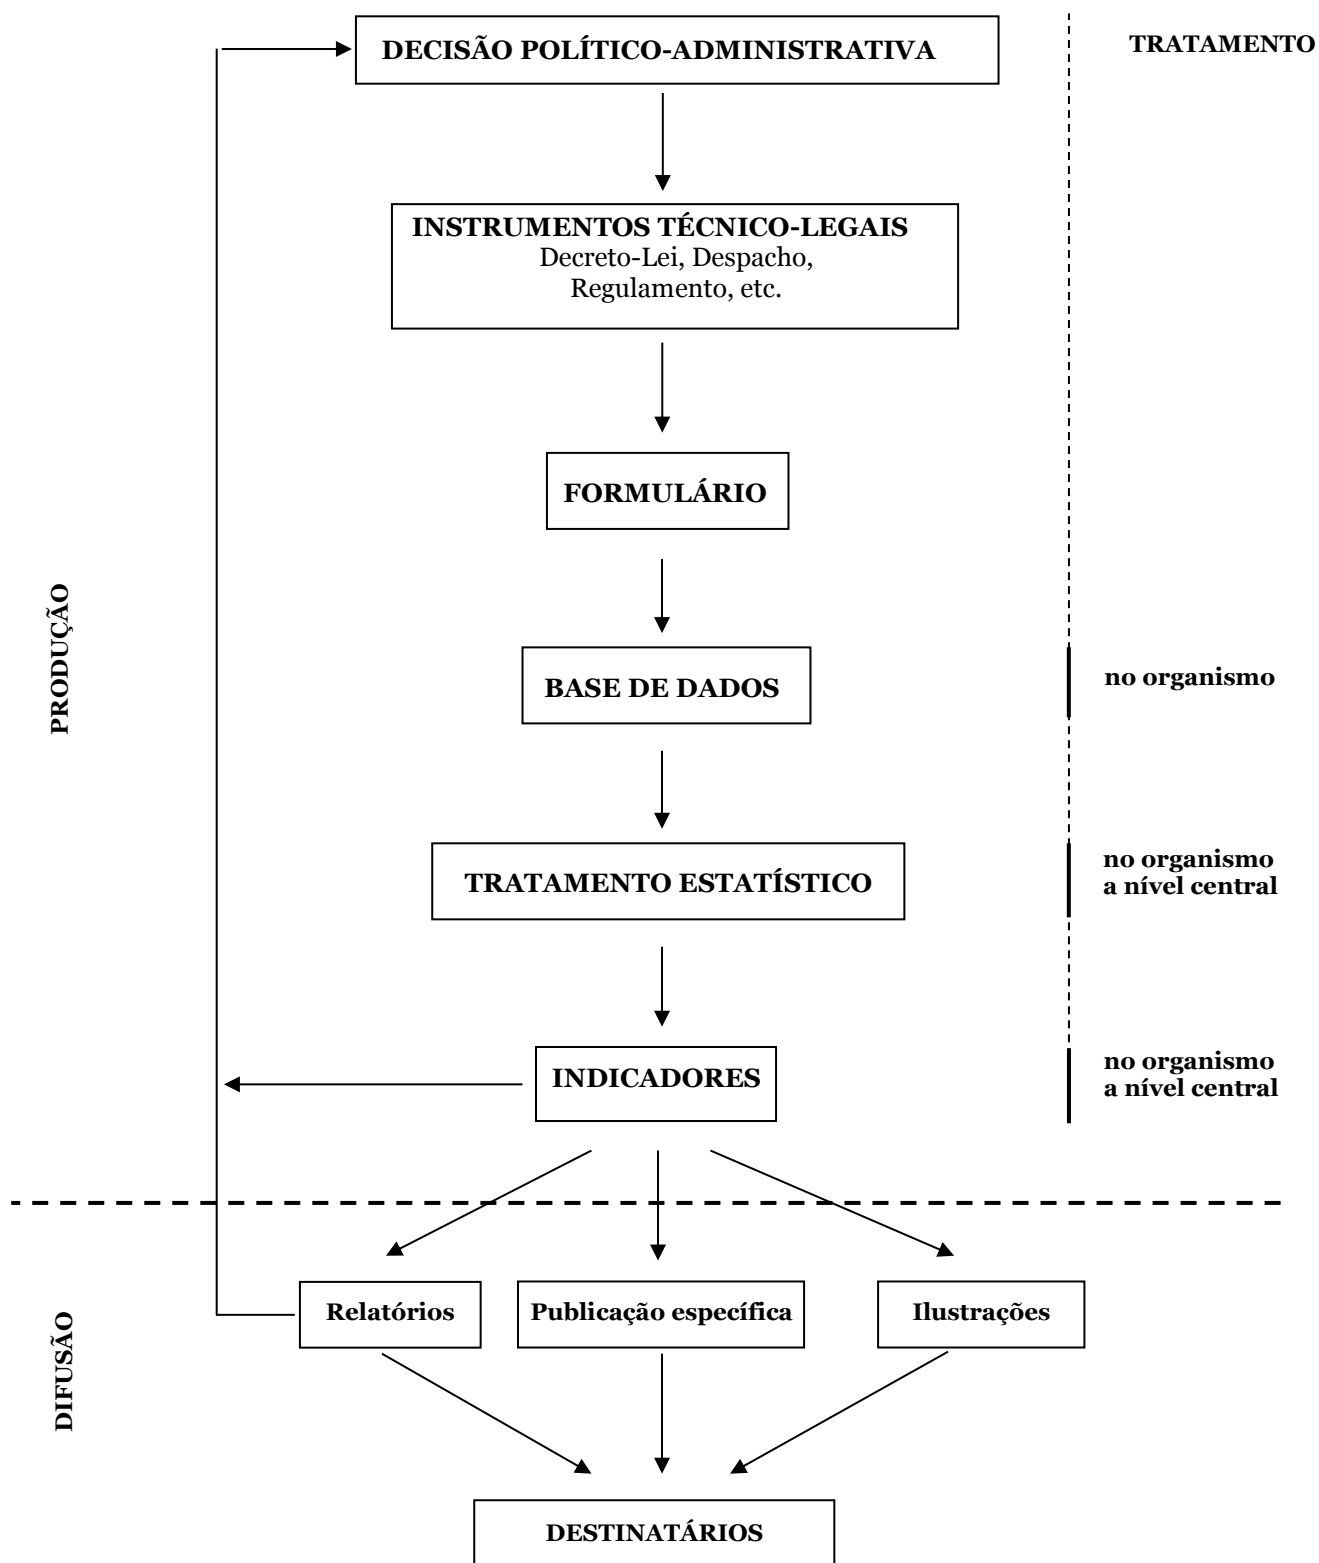 DECISÃO POLÍTICO-ADMINISTRATIVA
TRATAMENTO
INSTRUMENTOS TÉCNICO-LEGAIS
Decreto-Lei, Despacho,
Regulamento, etc.
FORMULÁRIO
PRODUÇÃO
BASE DE DADOS
no organismo
TRATAMENTO ESTATÍSTICO
no organismo
a nível central
INDICADORES
no organismo
a nível central
Relatórios
Publicação específica
Ilustrações
DIFUSÃO
DESTINATÁRIOS